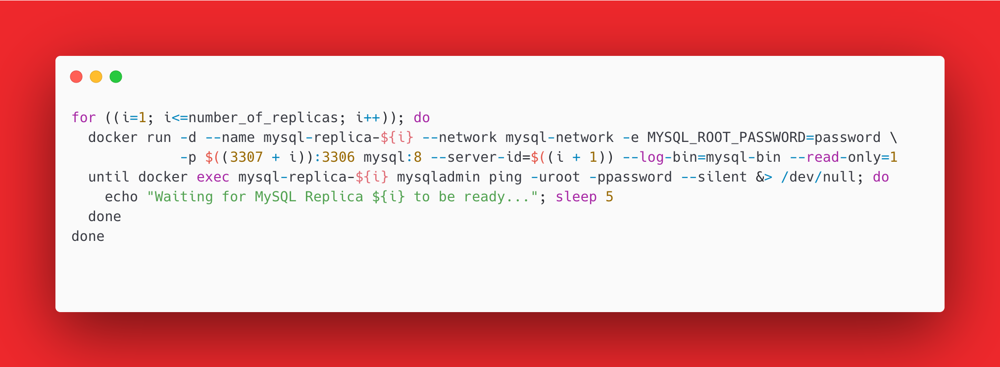 for ((i=1; i<=number_of_replicas; i++)); do
  docker run -d --name mysql-replica-${i} --network mysql-network -e MYSQL_ROOT_PASSWORD=password \
             -p $((3307 + i)):3306 mysql:8 --server-id=$((i + 1)) --log-bin=mysql-bin --read-only=1
  until docker exec mysql-replica-${i} mysqladmin ping -uroot -ppassword --silent &> /dev/null; do
    echo "Waiting for MySQL Replica ${i} to be ready..."; sleep 5
  done
done